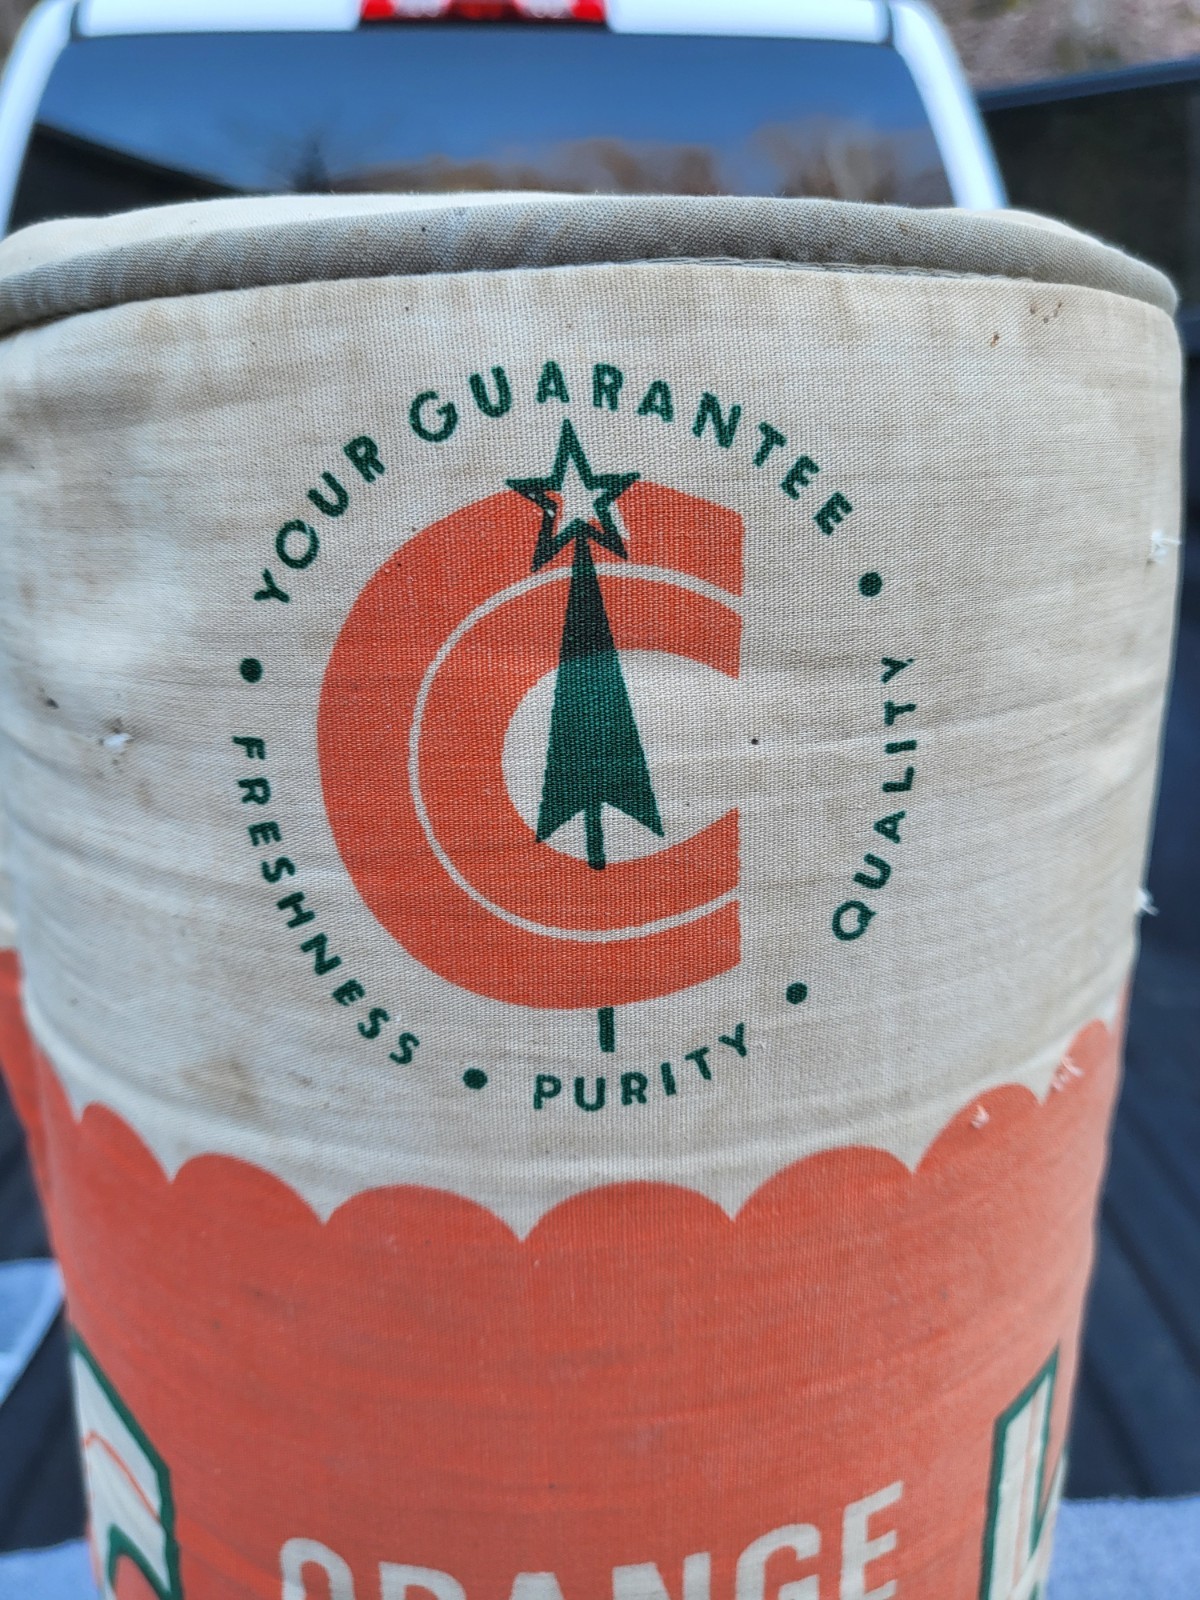 YOUR GUARANTEE • QUALITY • PURITY • FRESHNESS •
C
ORANGE